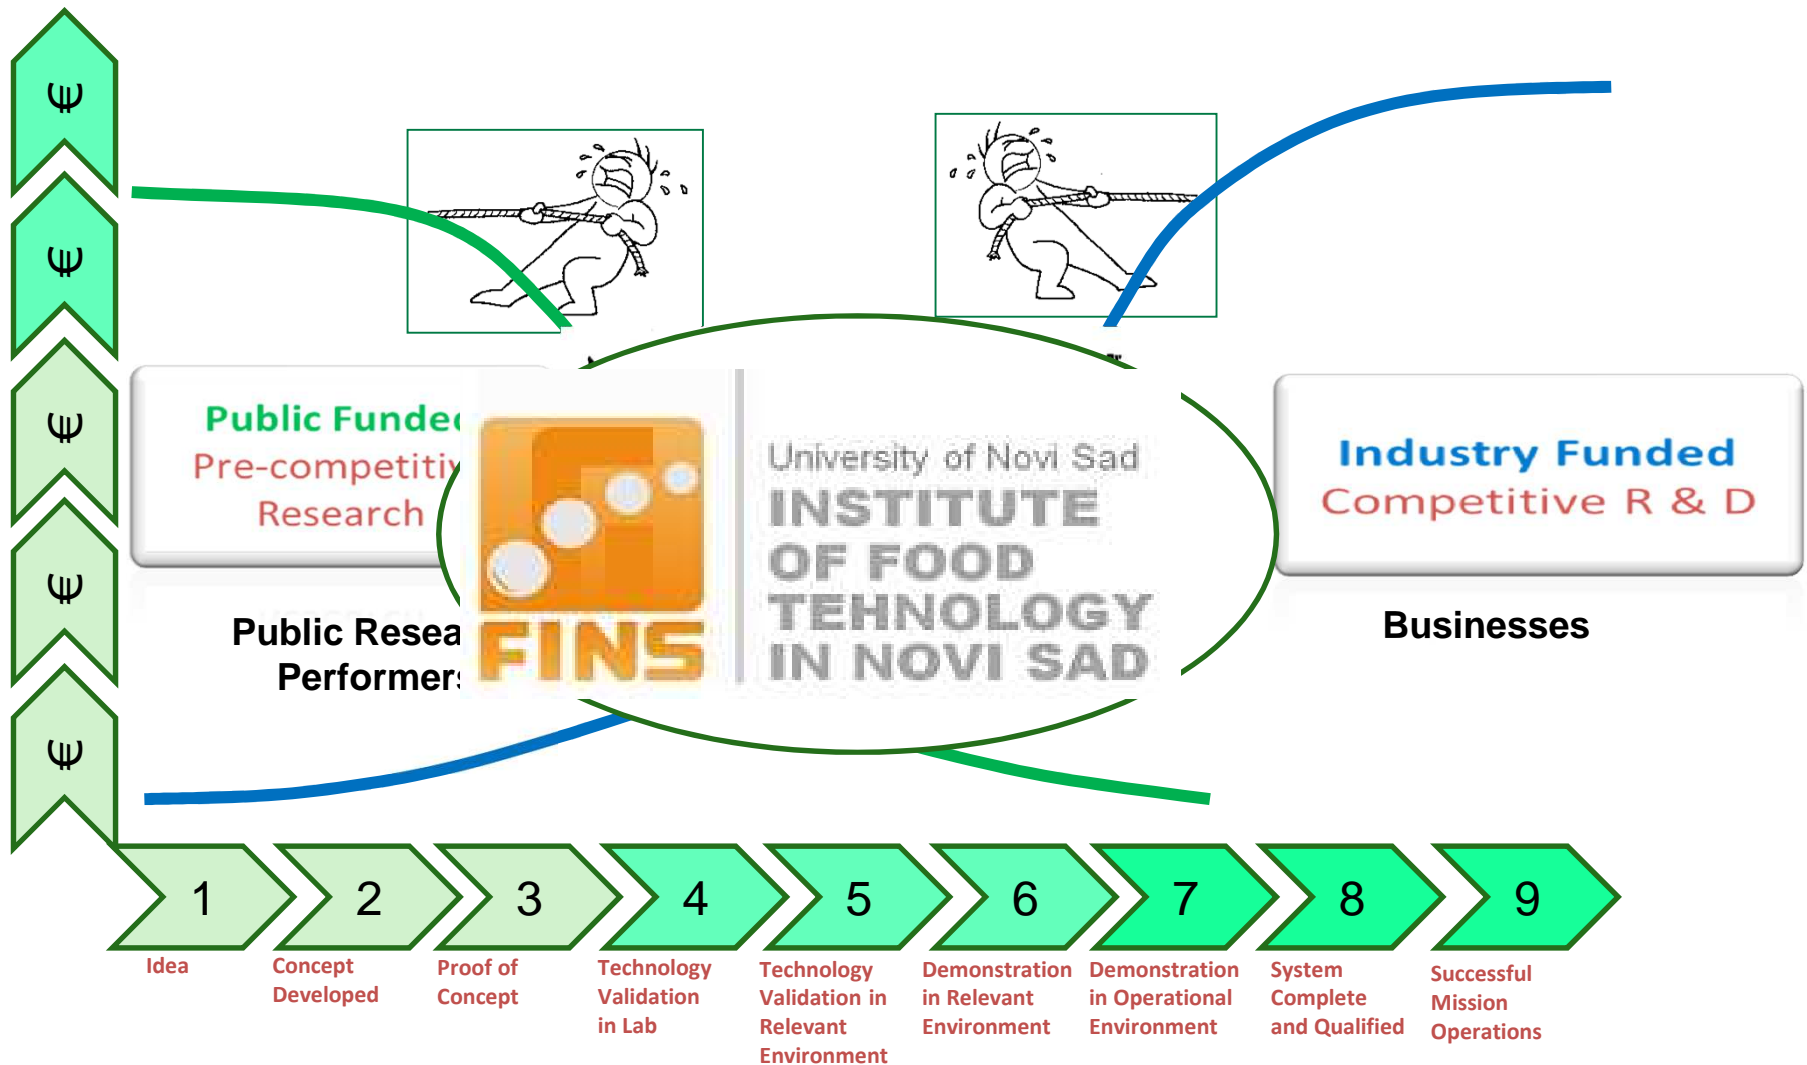 €
€
€
€
€
Public Funde
Pre-competitiv
Research
Public Resea
Performers
University of Novi Sad
INSTITUTE
OF FOOD
TEHNOLOGY
IN NOVI SAD
FINS
Industry Funded
Competitive R & D
Businesses
1
2
3
4
5
6
7
8
9
Idea
Concept
Developed
Proof of
Concept
Technology
Validation
in Lab
Technology
Validation in
Relevant
Environment
Demonstration
in Relevant
Environment
Demonstration
in Operational
Environment
System
Complete
and Qualified
Successful
Mission
Operations